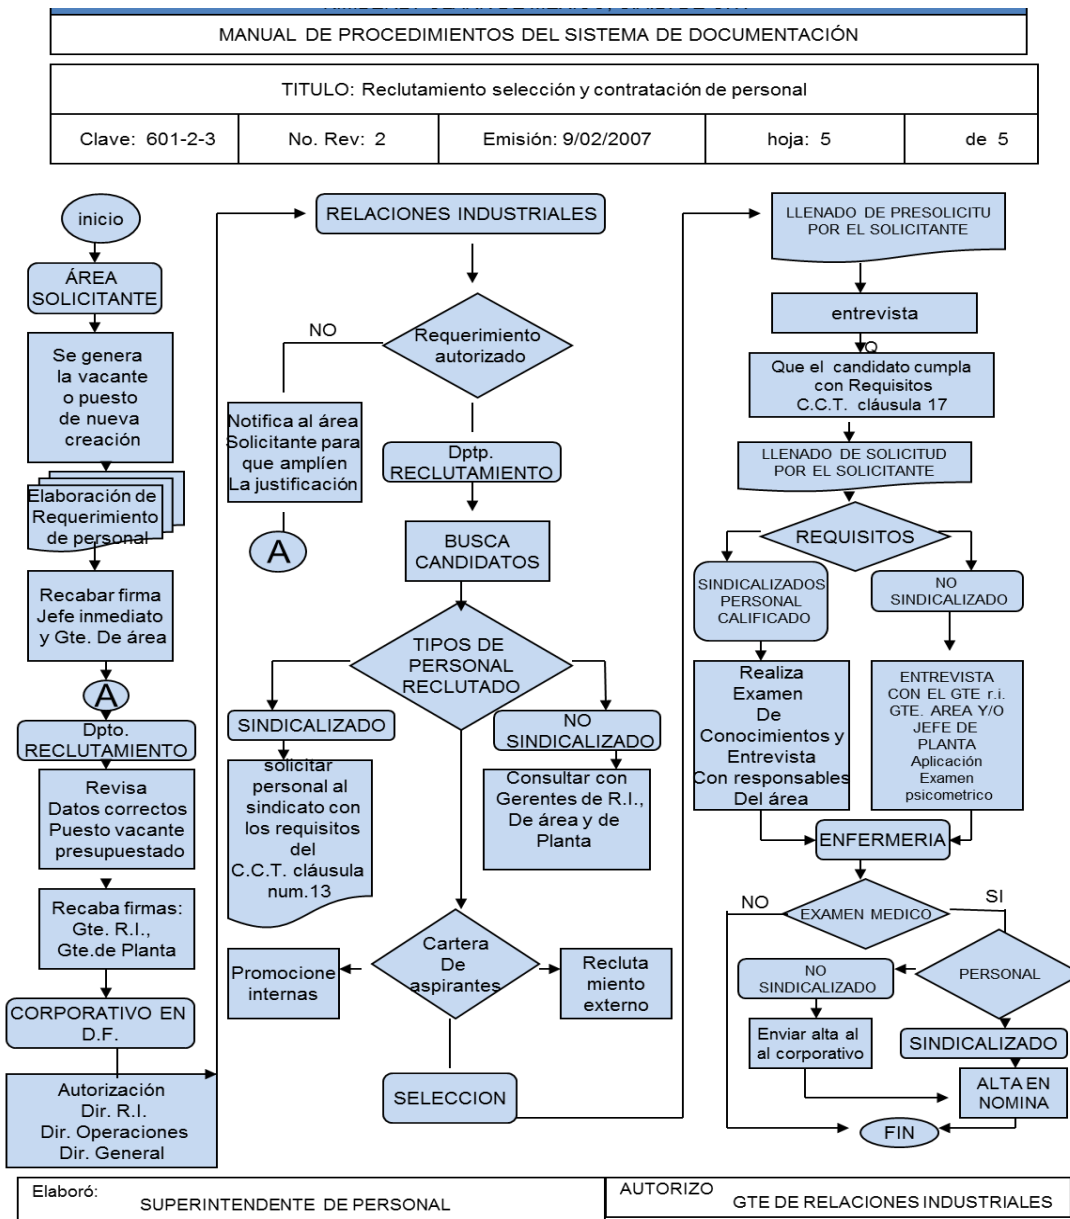 MANUAL DE PROCEDIMIENTOS DEL SISTEMA DE DOCUMENTACIÓN
TITULO: Reclutamiento selección y contratación de personal
Clave: 601-2-3
No. Rev: 2
Emisión: 9/02/2007
hoja: 5
de 5
inicio
ÁREA
SOLICITANTE
Se genera
la vacante
o puesto
de nueva
creación
Elaboración de
Requerimiento
de personal
Recabar firma
Jefe inmediato
y Gte. De área
A
Dpto.
RECLUTAMIENTO
Revisa
Datos correctos
Puesto vacante
presupuestado
Recaba firmas:
Gte. R.I.,
Gte.de Planta
CORPORATIVO EN
D.F.
Autorización
Dir. R.I.
Dir. Operaciones
Dir. General
RELACIONES INDUSTRIALES
Requerimiento
autorizado
NO
Notifica al área
Solicitante para
que amplíen
La justificación
A
Dptp.
RECLUTAMIENTO
BUSCA
CANDIDATOS
TIPOS DE
PERSONAL
RECLUTADO
SINDICALIZADO
solicitar
personal al
sindicato con
los requisitos
del
C.C.T. cláusula
num.13
NO
SINDICALIZADO
Consultar con
Gerentes de R.I.,
De área y de
Planta
Cartera
De
aspirantes
Promocione
internas
Recluta
miento
externo
SELECCION
LLENADO DE PRESOLICITU
POR EL SOLICITANTE
entrevista
Q
Que el candidato cumpla
con Requisitos
C.C.T. cláusula 17
LLENADO DE SOLICITUD
POR EL SOLICITANTE
REQUISITOS
SINDICALIZADOS
PERSONAL
CALIFICADO
NO
SINDICALIZADO
Realiza
Examen
De
Conocimientos y
Entrevista
Con responsables
Del área
ENTREVISTA
CON EL GTE r.i.
GTE. AREA Y/O
JEFE DE
PLANTA
Aplicación
Examen
psicometrico
ENFERMERIA
EXAMEN MEDICO
NO
SI
PERSONAL
NO
SINDICALIZADO
Enviar alta al
al corporativo
SINDICALIZADO
ALTA EN
NOMINA
FIN
Elaboró:
SUPERINTENDENTE DE PERSONAL
AUTORIZO
GTE DE RELACIONES INDUSTRIALES